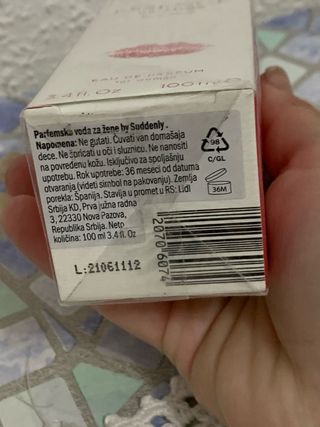 EAU DE PARFUM
3.4fl. Oz
100 ml
Parfemska voda za žene by Suddenly .
Napomena: Ne gutati. Čuvati van domašaja
dece. Ne špricati u oči i sluznicu. Ne nanositi
na povređenu kožu. Isključivo za spoljašnju
upotrebu. Rok upotrebe: 36 meseci od datuma
otvaranja (videti simbol na pakovanju). Zemlja
porekla: Španija. Stavlja u promet u RS: Lidl
Srbija KD, Prva južna radna
3, 22330 Nova Pazova,
Republika Srbija. Neto
količina: 100 ml 3.4 fl. Oz
98
C/GL
36M
20706074
L:21061112